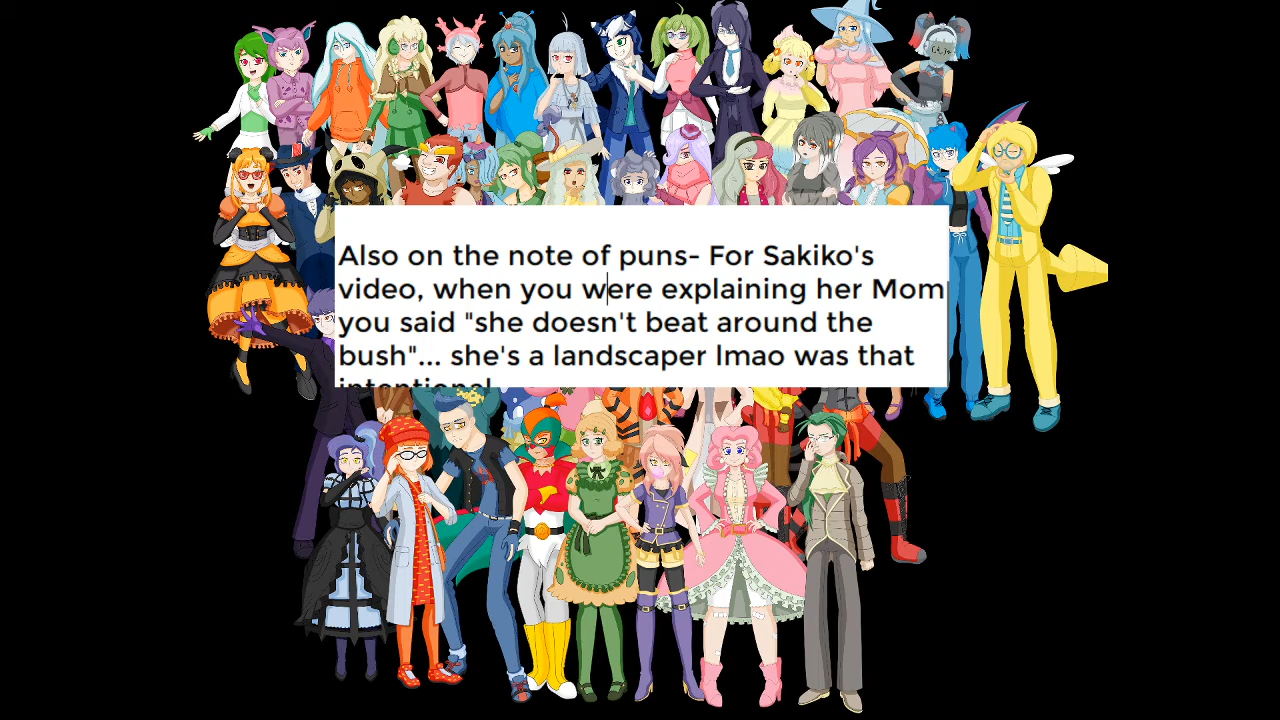 Also on the note of puns- For Sakiko's
video, when you were explaining her Mom
you said "she doesn't beat around the
bush"... she's a landscaper lmao was that
intentional